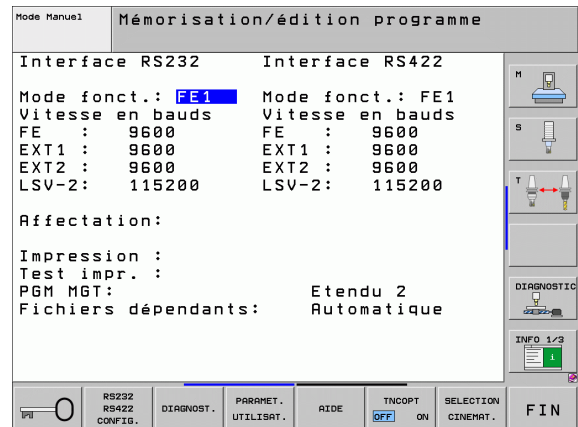 Mode Manuel
Mémorisation/édition programme
Interface RS232 Interface RS422
Mode fonct.: FE1 Mode fonct.: FE1
Vitesse en bauds Vitesse en bauds
FE : 9600 FE : 9600
EXT1 : 9600 EXT1 : 9600
EXT2 : 9600 EXT2 : 9600
LSV-2: 115200 LSV-2: 115200
Affectation:
Impression :
Test impr. :
PGM MGT: Etendu 2
Fichiers dépendants: Automatique
M
S
T
DIAGNOSTIC
INFO 1/3
i
RS232
RS422
CONFIG.
DIAGNOST.
PARAMET.
UTILISAT.
AIDE
TNCOPT
OFF ON
SELECTION
CINEMAT.
FIN